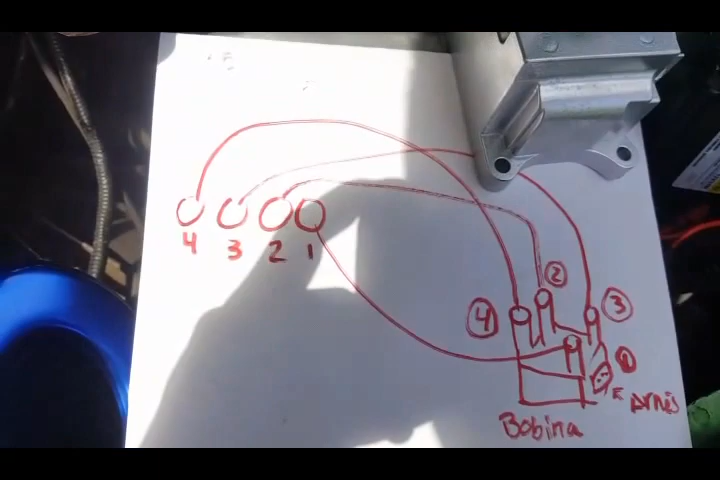 4 3 2 1
②
④ ③
①
Arnés
Bobina